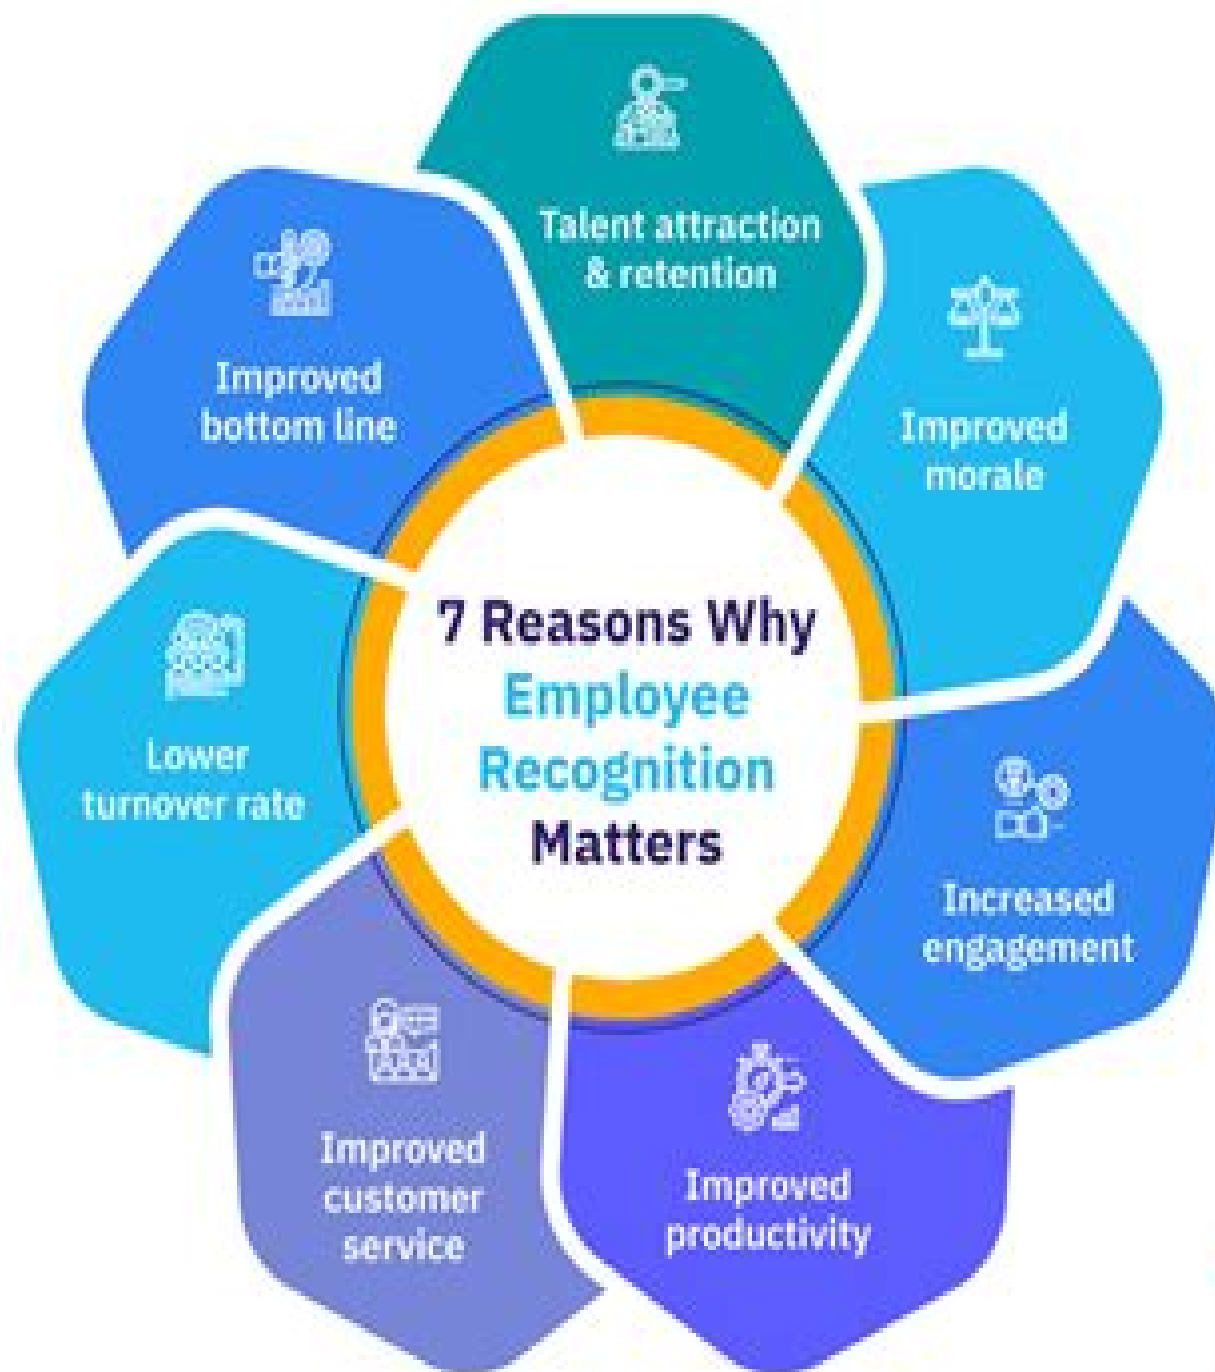 7 Reasons Why
Employee
Recognition
Matters
Talent attraction
& retention
Improved
morale
Increased
engagement
Improved
productivity
Improved
customer
service
Lower
turnover rate
Improved
bottom line